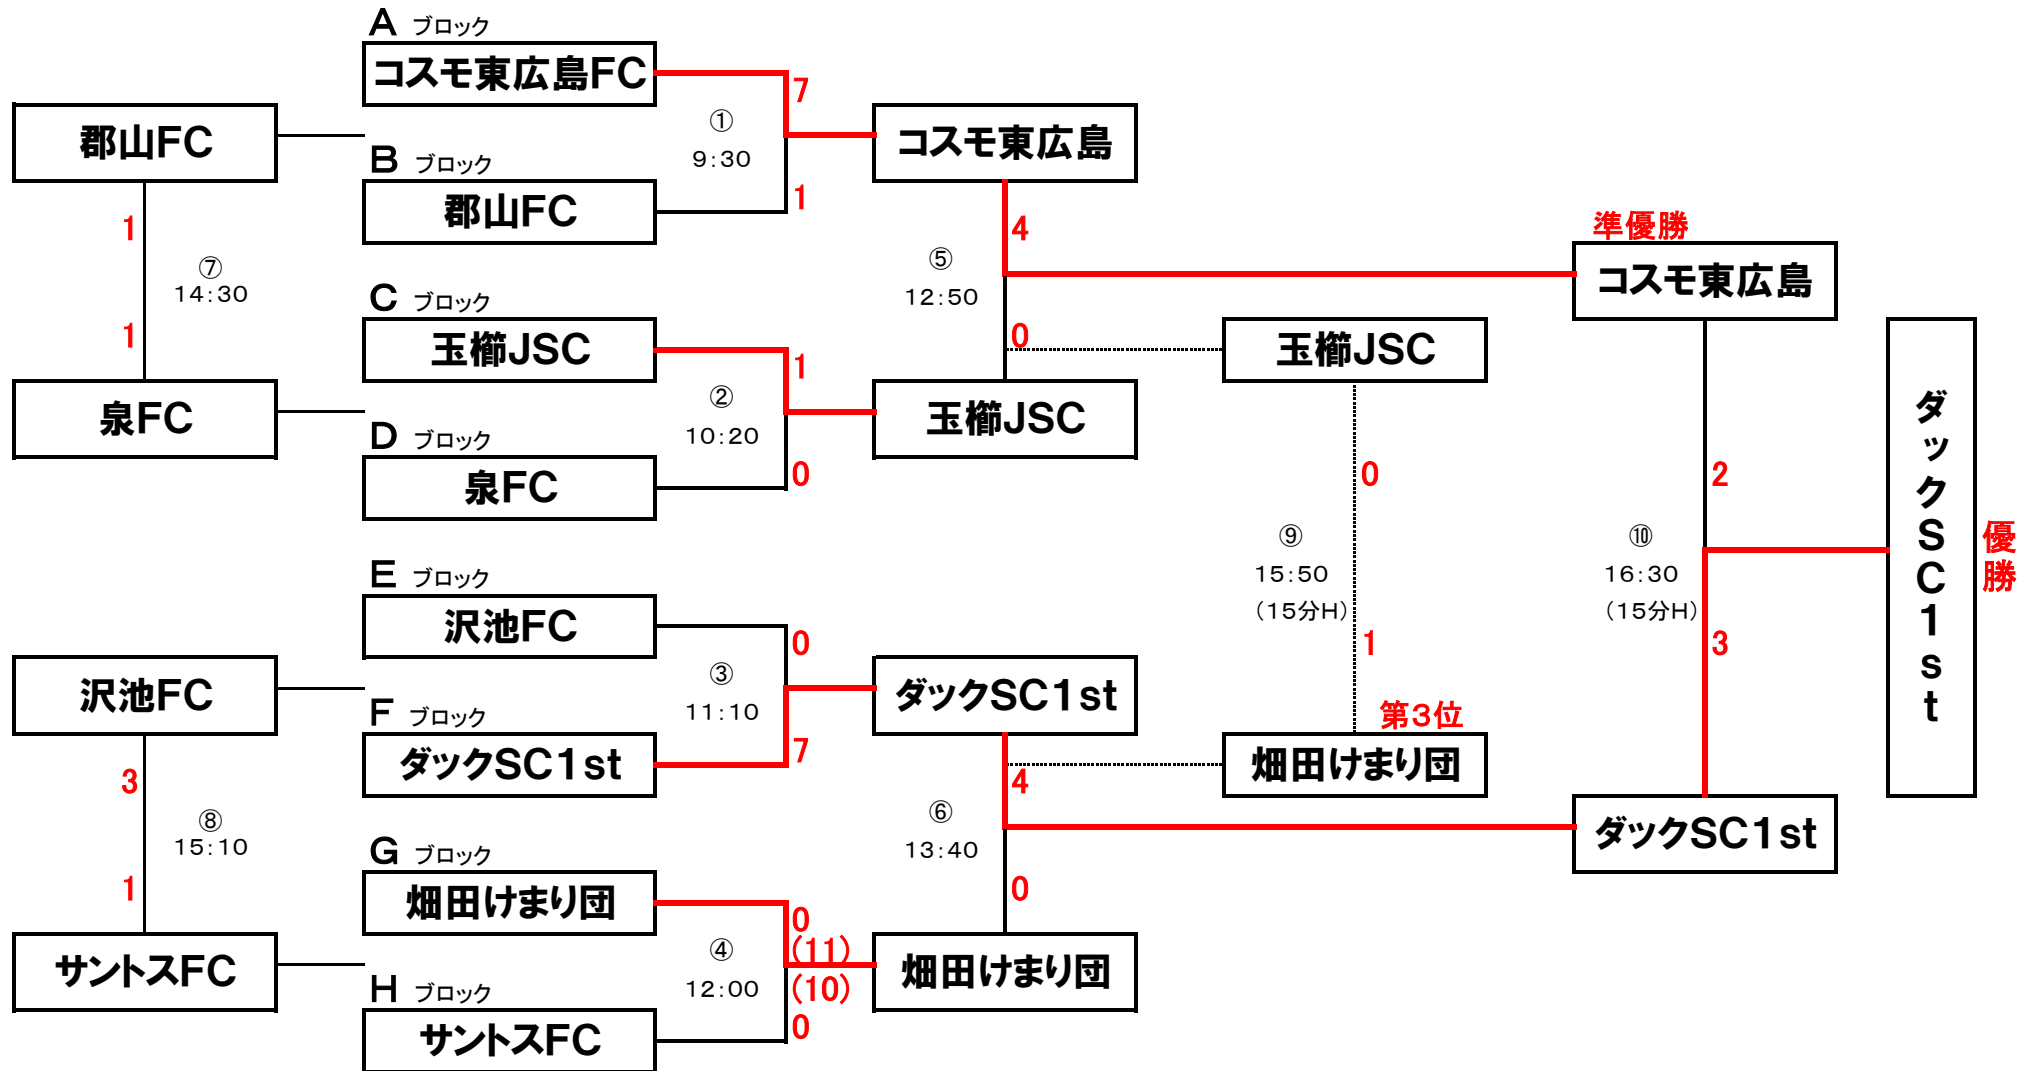 A ブロック
コスモ東広島FC
7
①
9:30
郡山FC
コスモ東広島
B ブロック
郡山FC
1
1
4
準優勝
⑦
14:30
⑤
12:50
コスモ東広島
C ブロック
玉櫛JSC
1
1
0
玉櫛JSC
②
10:20
泉FC
玉櫛JSC
D ブロック
泉FC
0
0
2
ダックSC1st
優勝
E ブロック
沢池FC
0
⑨
15:50
(15分H)
1
⑩
16:30
(15分H)
3
③
11:10
沢池FC
ダックSC1st
F ブロック
ダックSC1st
7
第3位
畑田けまり団
3
4
⑧
15:10
⑥
13:40
ダックSC1st
G ブロック
畑田けまり団
1
0
0
(11)
④
12:00
(10)
0
サントスFC
畑田けまり団
H ブロック
サントスFC